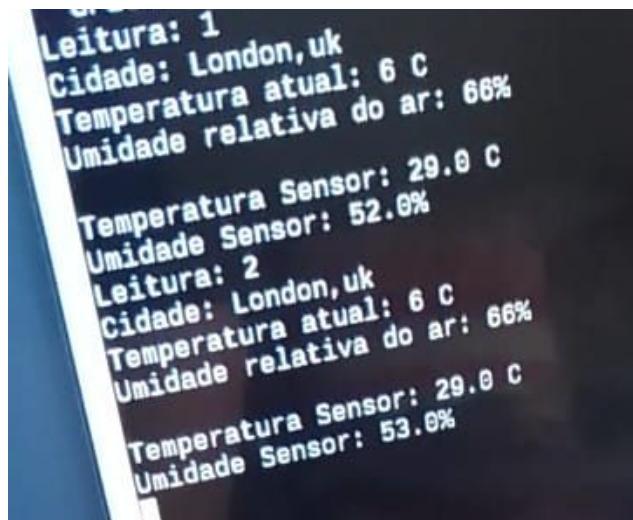 Leitura: 1
Cidade: London,uk
Temperatura atual: 6 C
Umidade relativa do ar: 66%
Temperatura Sensor: 29.0 C
Umidade Sensor: 52.0%
Leitura: 2
Cidade: London,uk
Temperatura atual: 6 C
Umidade relativa do ar: 66%
Temperatura Sensor: 29.0 C
Umidade Sensor: 53.0%